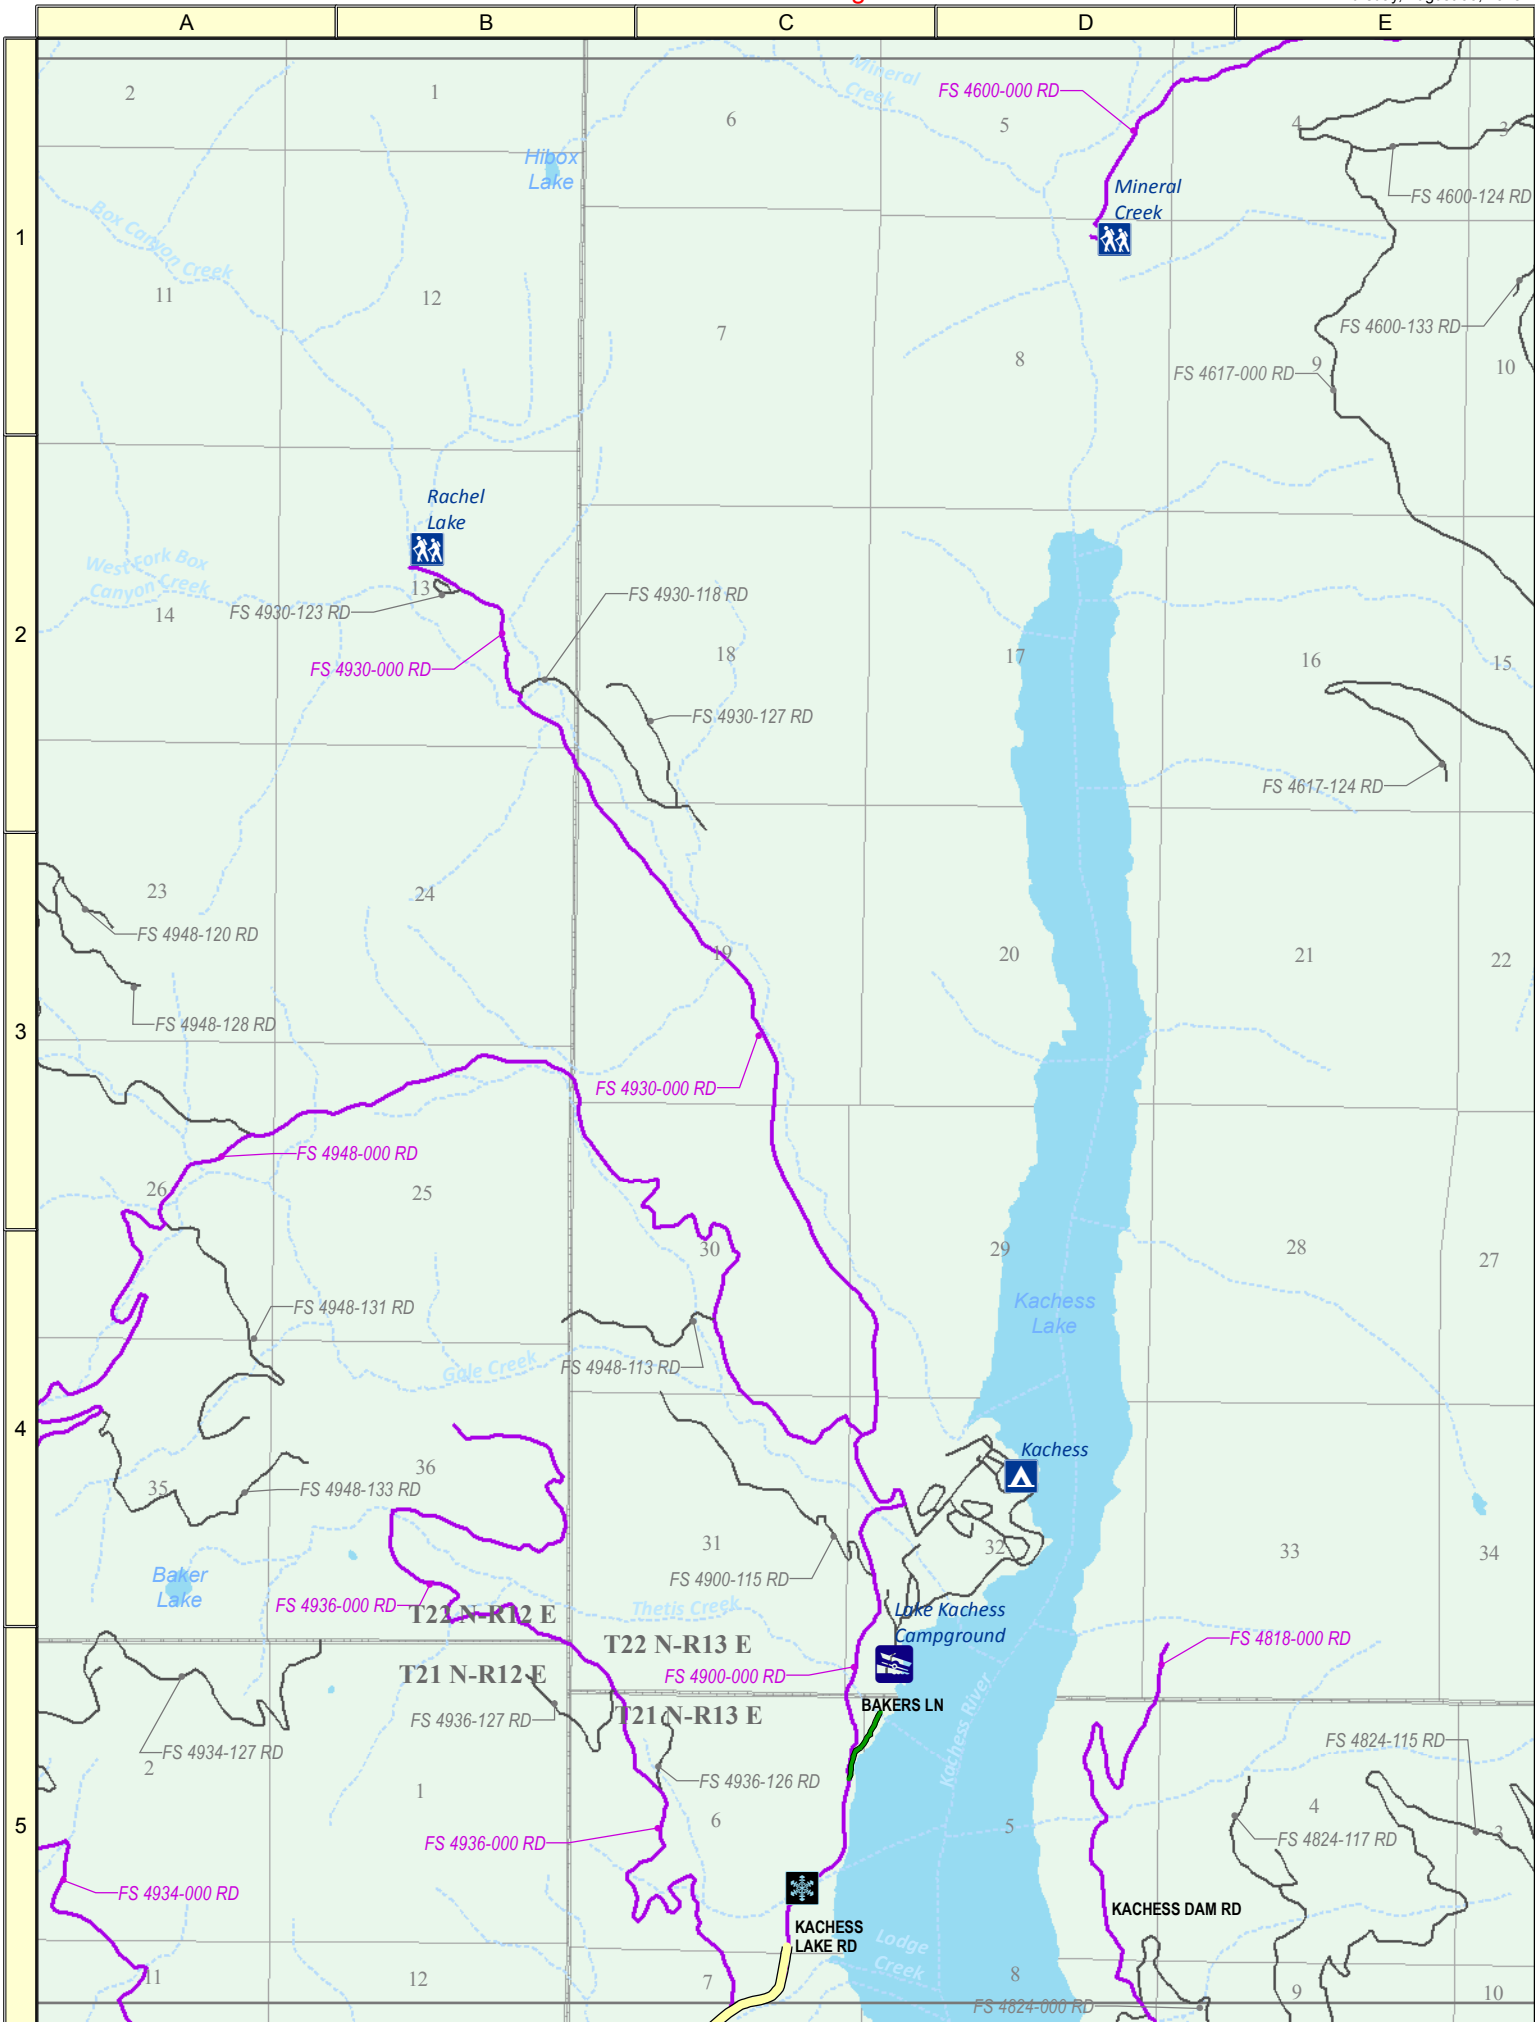 A
B
C
D
E
2
1
6
Mineral
Creek
FS 4600-000 RD
5
4
3
Hibox
Lake
Mineral
Creek
FS 4600-124 RD
Box Canyon Creek
1
11
12
7
8
FS 4600-133 RD
FS 4617-000 RD
9
10
Rachel
Lake
West Fork Box
Canyon Creek
13
14
FS 4930-123 RD
FS 4930-118 RD
2
FS 4930-000 RD
18
17
16
15
FS 4930-127 RD
FS 4617-124 RD
23
24
FS 4948-120 RD
19
20
21
22
FS 4948-128 RD
3
FS 4930-000 RD
FS 4948-000 RD
26
25
30
29
28
27
FS 4948-131 RD
Kachess
Lake
Gale Creek
FS 4948-113 RD
4
Kachess
36
35
FS 4948-133 RD
31
32
33
34
Baker
Lake
FS 4900-115 RD
FS 4936-000 RD
T22 N-R12 E
Thetis Creek
Lake Kachess
Campground
T22 N-R13 E
FS 4818-000 RD
T21 N-R12 E
FS 4900-000 RD
BAKERS LN
FS 4936-127 RD
T21 N-R13 E
Kachess River
FS 4934-127 RD
2
FS 4824-115 RD
FS 4936-126 RD
1
6
5
4
3
5
FS 4824-117 RD
FS 4936-000 RD
FS 4934-000 RD
KACHESS DAM RD
KACHESS
LAKE RD
Lodge
Creek
11
12
7
8
9
10
FS 4824-000 RD